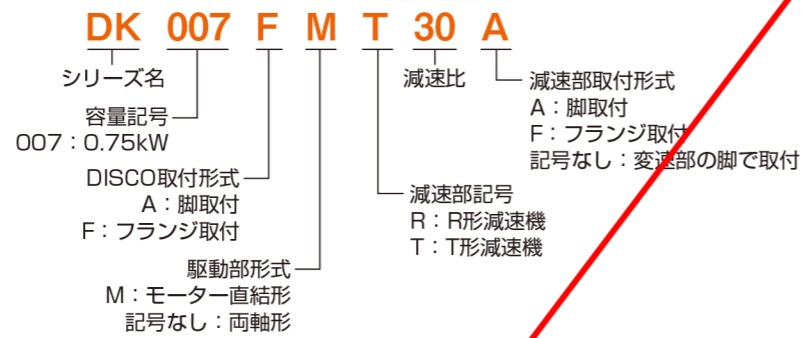 DK 007 F M T 30 A
シリーズ名
容量記号
007：0.75kW
DISCO取付形式
A：脚取付
F：フランジ取付
駆動部形式
M：モーター直結形
記号なし：両軸形
減速比
減速部記号
R：R形減速機
T：T形減速機
減速部取付形式
A：脚取付
F：フランジ取付
記号なし：変速部の脚で取付